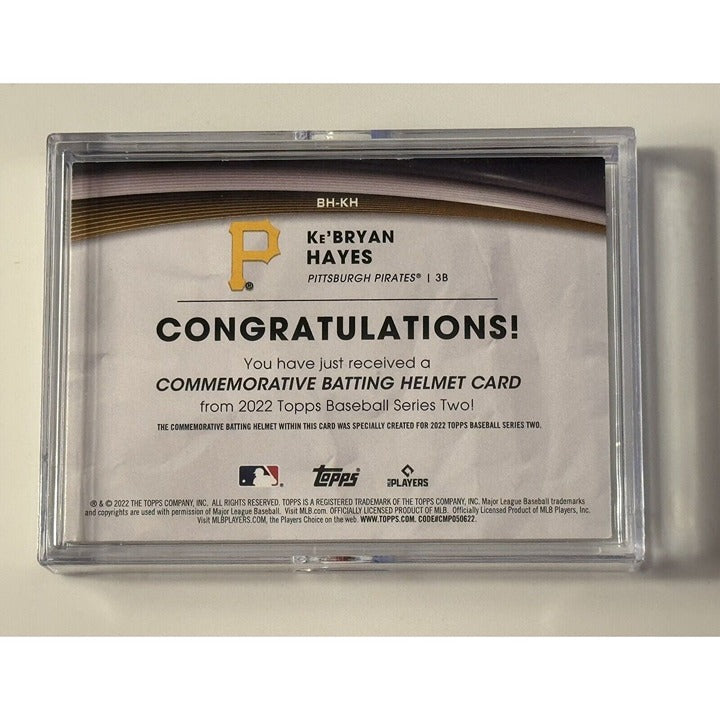 BH-KH
P®
KE'BRYAN
HAYES
PITTSBURGH PIRATES® | 3B
CONGRATULATIONS!
You have just received a
COMMEMORATIVE BATTING HELMET CARD
from 2022 Topps Baseball Series Two!
THE COMMEMORATIVE BATTING HELMET WITHIN THIS CARD WAS SPECIALLY CREATED FOR 2022 TOPPS BASEBALL SERIES TWO.
Topps PLAYERS
® & © 2022 THE TOPPS COMPANY, INC. ALL RIGHTS RESERVED. TOPPS IS A REGISTERED TRADEMARK OF THE TOPPS COMPANY, INC. Major League Baseball trademarks
and copyrights are used with permission of Major League Baseball. Visit MLB.com. OFFICIALLY LICENSED PRODUCT OF MLB. Officially Licensed Product of MLB Players, Inc.
Visit MLBPLAYERS.COM, the Players Choice on the web. WWW.TOPPS.COM. CODE#CMP050622.